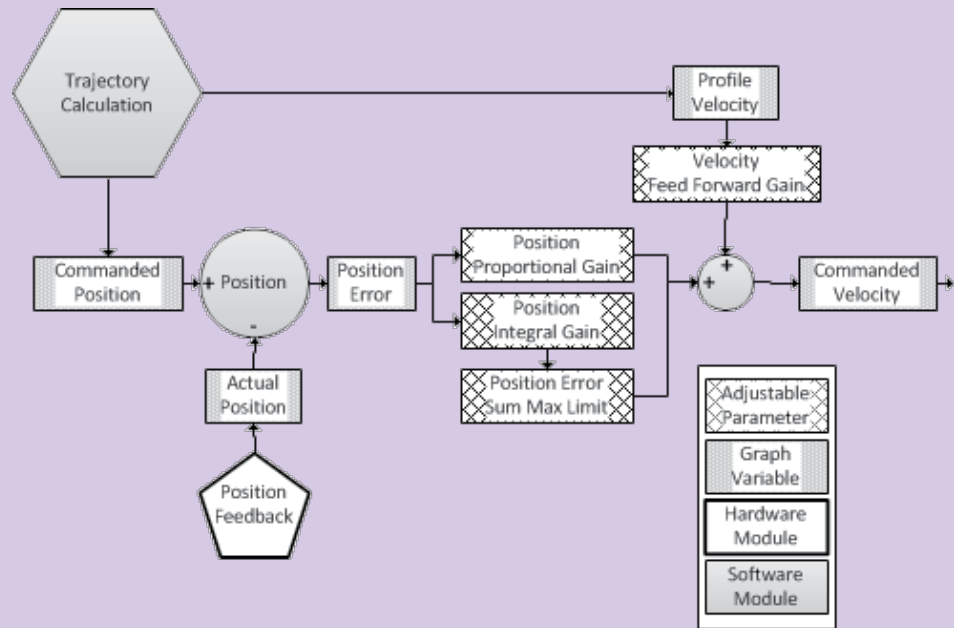 Trajectory
Calculation
Profile
Velocity
Velocity
Feed Forward Gain
Commanded
Position
+ Position
-
Position
Error
Position
Proportional Gain
Position
Integral Gain
Position Error
Sum Max Limit
+
+
Commanded
Velocity
Actual
Position
Position
Feedback
Adjustable
Parameter
Graph
Variable
Hardware
Module
Software
Module